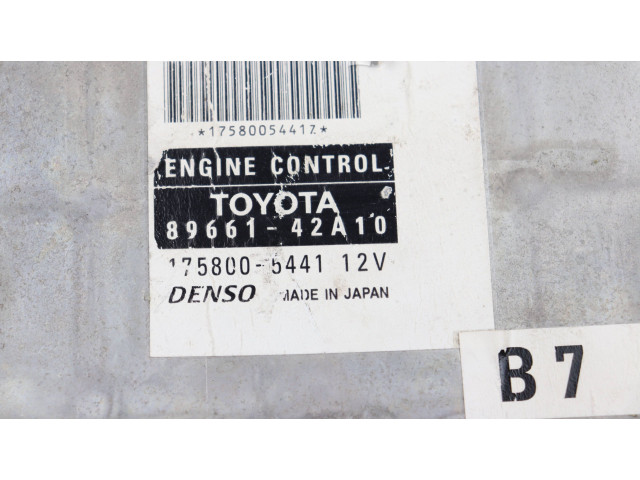 *17580054417*
ENGINE CONTROL
TOYOTA
89661-42A10
175800-5441 12V
DENSO MADE IN JAPAN
B7